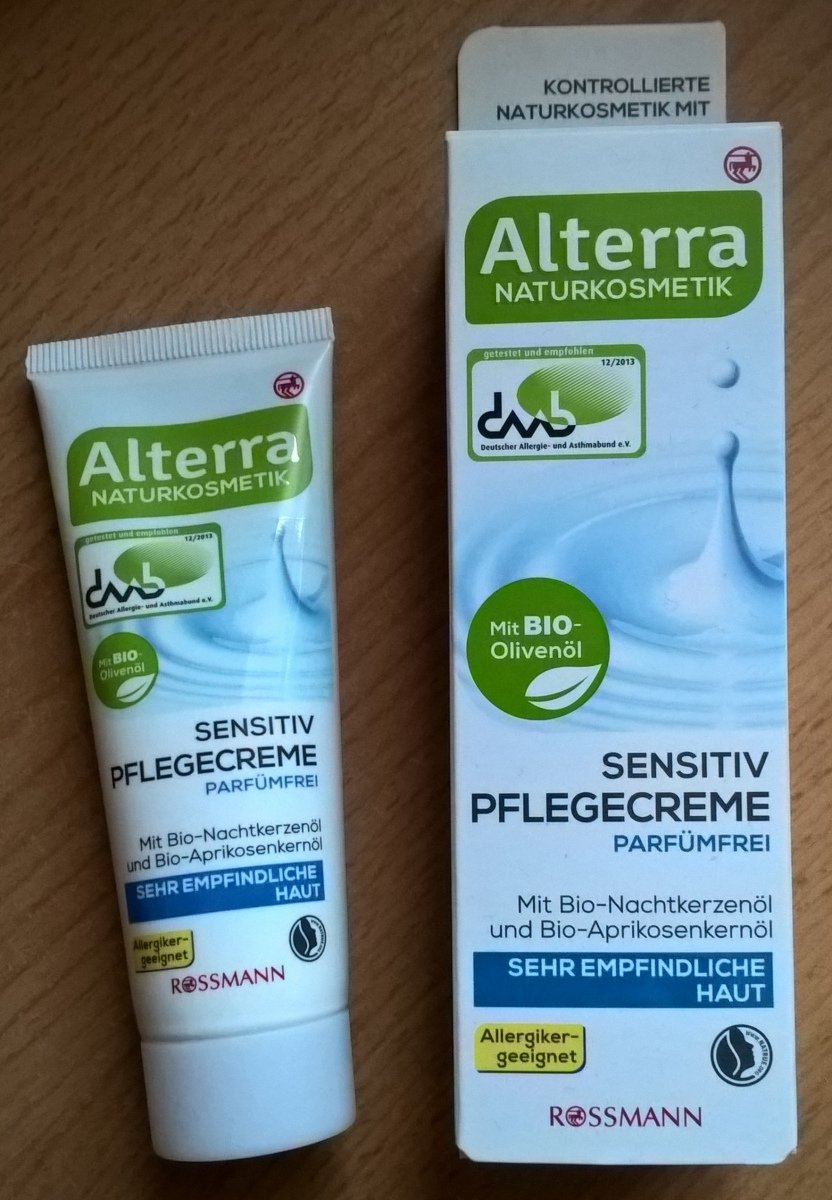 Alterra
NATURKOSMETIK
getestet und empfohlen
12/2013
daab
Deutscher Allergie- und Asthmabund e.V.
Mit BIO-
Olivenöl
SENSITIV
PFLEGECREME
PARFÜMFREI
Mit Bio-Nachtkerzenöl
und Bio-Aprikosenkernöl
SEHR EMPFINDLICHE
HAUT
Allergiker-
geeignet
ROSSMANN
KONTROLLIERTE
NATURKOSMETIK MIT
Alterra
NATURKOSMETIK
getestet und empfohlen
12/2013
daab
Deutscher Allergie- und Asthmabund e.V.
Mit BIO-
Olivenöl
SENSITIV
PFLEGECREME
PARFÜMFREI
Mit Bio-Nachtkerzenöl
und Bio-Aprikosenkernöl
SEHR EMPFINDLICHE
HAUT
Allergiker-
geeignet
www.NATRUE.org
ROSSMANN